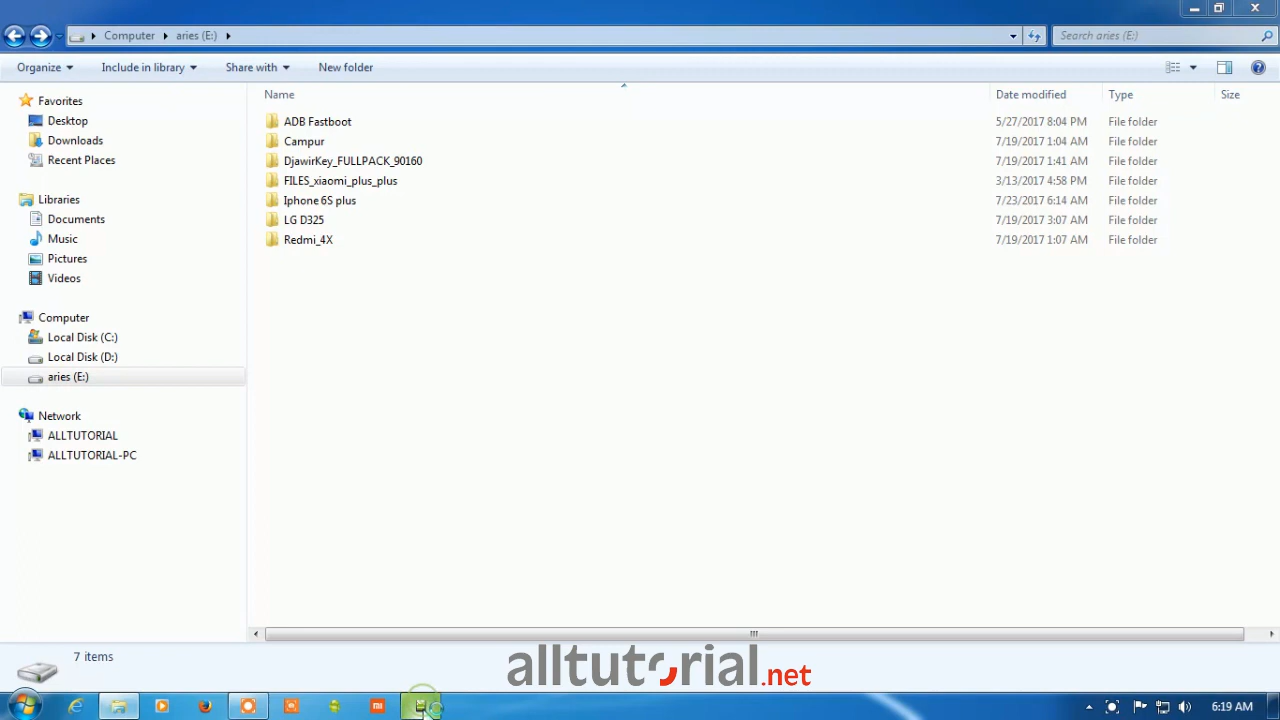 Computer aries (E:) Search aries (E:)
Organize Include in library Share with New folder
Name Date modified Type Size
Favorites
Desktop
Downloads
Recent Places
Libraries
Documents
Music
Pictures
Videos
Computer
Local Disk (C:)
Local Disk (D:)
aries (E:)
Network
ALLTUTORIAL
ALLTUTORIAL-PC
ADB Fastboot 5/27/2017 8:04 PM File folder
Campur 7/19/2017 1:04 AM File folder
DjawirKey_FULLPACK_90160 7/19/2017 1:41 AM File folder
FILES_xiaomi_plus_plus 3/13/2017 4:58 PM File folder
Iphone 6S plus 7/23/2017 6:14 AM File folder
LG D325 7/19/2017 3:07 AM File folder
Redmi_4X 7/19/2017 1:07 AM File folder
7 items
alltutorial.net
6:19 AM